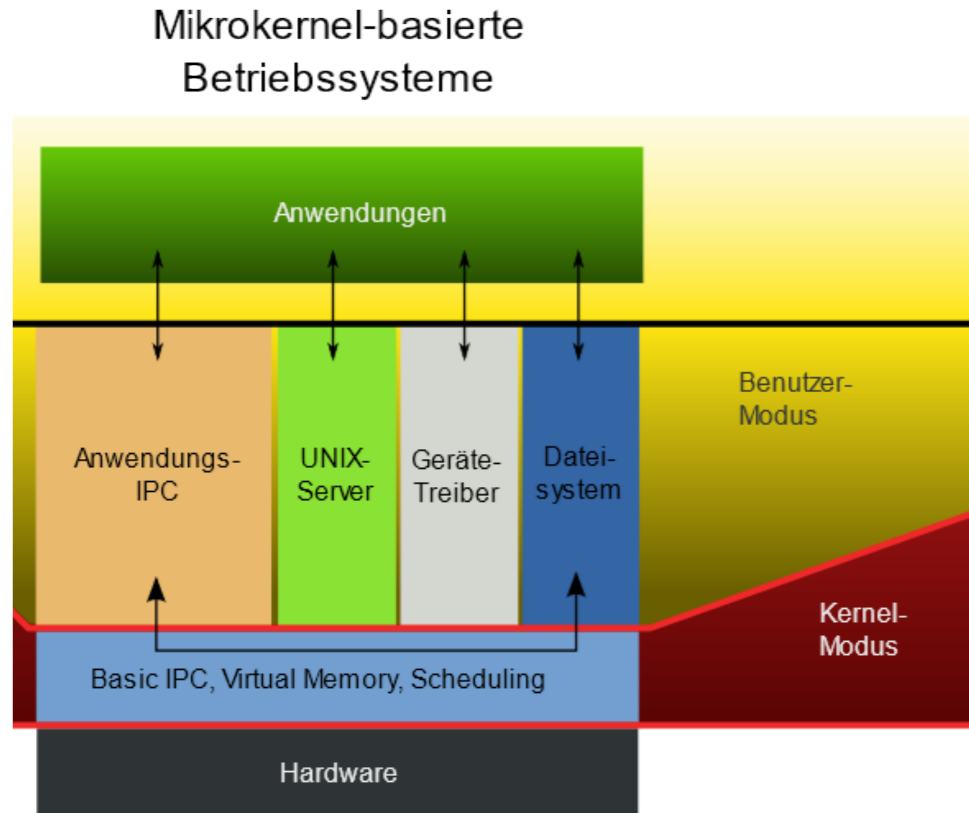 Mikrokernel-basierte
Betriebssysteme
Anwendungen
Anwendungs-
IPC
UNIX-
Server
Geräte-
Treiber
Datei-
system
Benutzer-
Modus
Kernel-
Modus
Basic IPC, Virtual Memory, Scheduling
Hardware